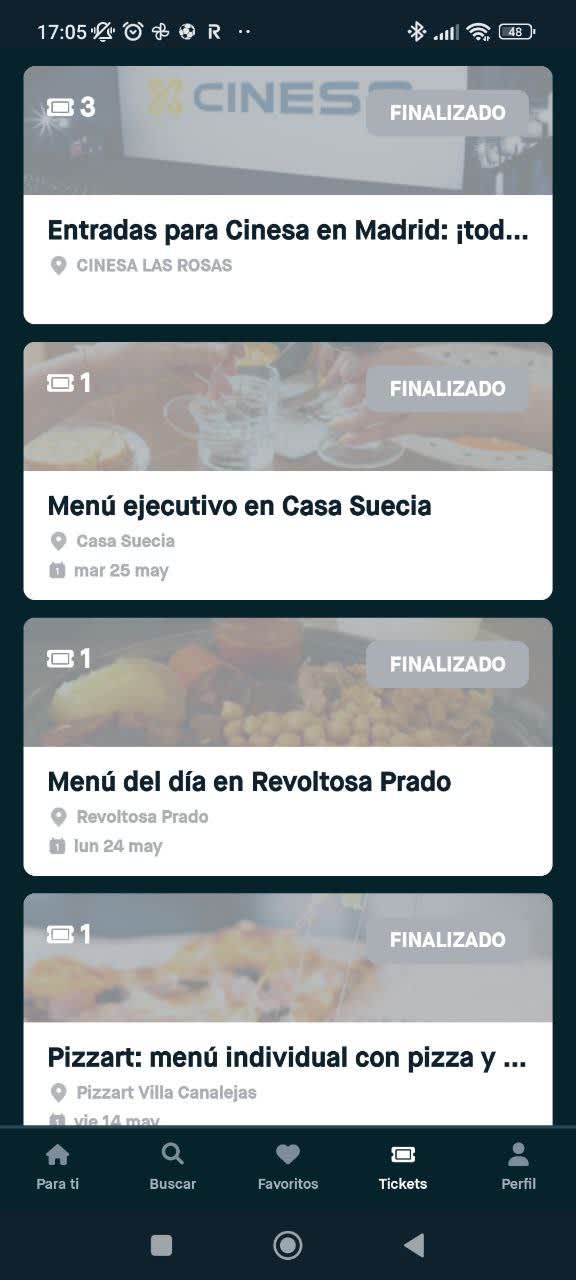 17:05
48
3
CINES
FINALIZADO
Entradas para Cinesa en Madrid: ¡tod...
CINESA LAS ROSAS
1
FINALIZADO
Menú ejecutivo en Casa Suecia
Casa Suecia
mar 25 may
1
FINALIZADO
Menú del día en Revoltosa Prado
Revoltosa Prado
lun 24 may
1
FINALIZADO
Pizzart: menú individual con pizza y ...
Pizzart Villa Canalejas
vie 14 may
Para ti
Buscar
Favoritos
Tickets
Perfil